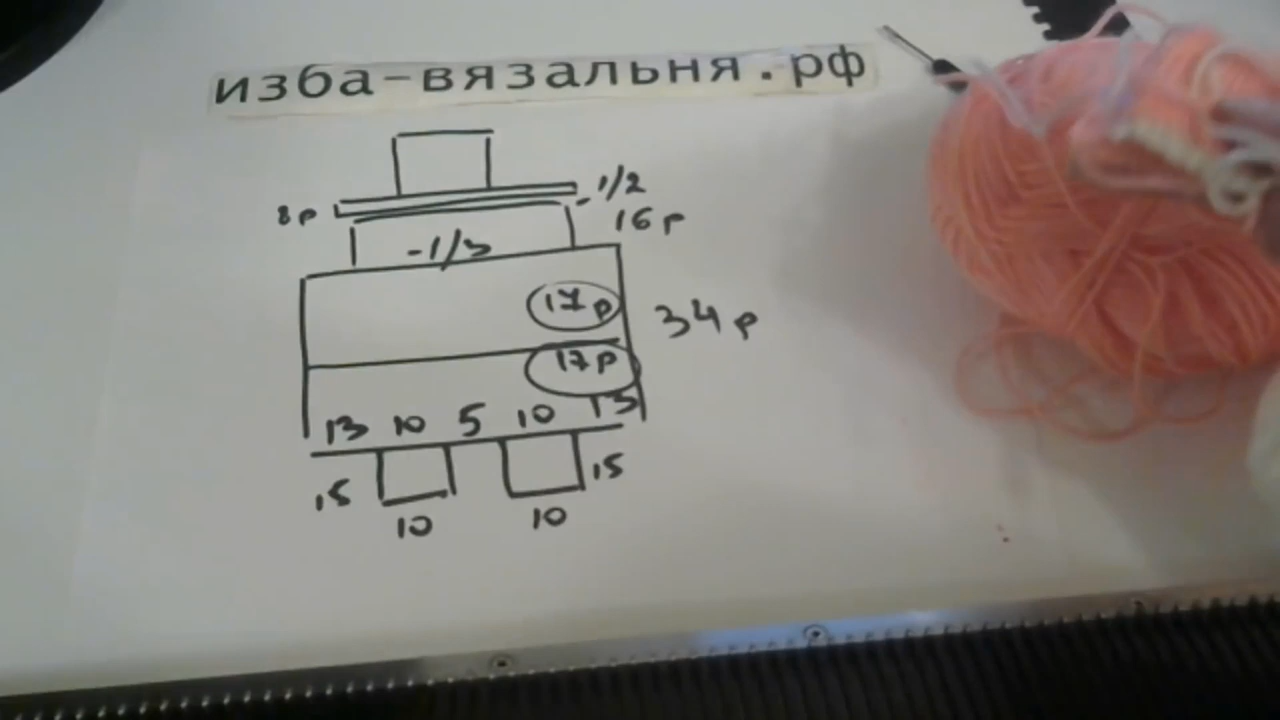 изба-вязальня.рф
-1/2
8р
16р
-1/3
17р
34р
17р
13 10 5 10 13
15 15
10 10